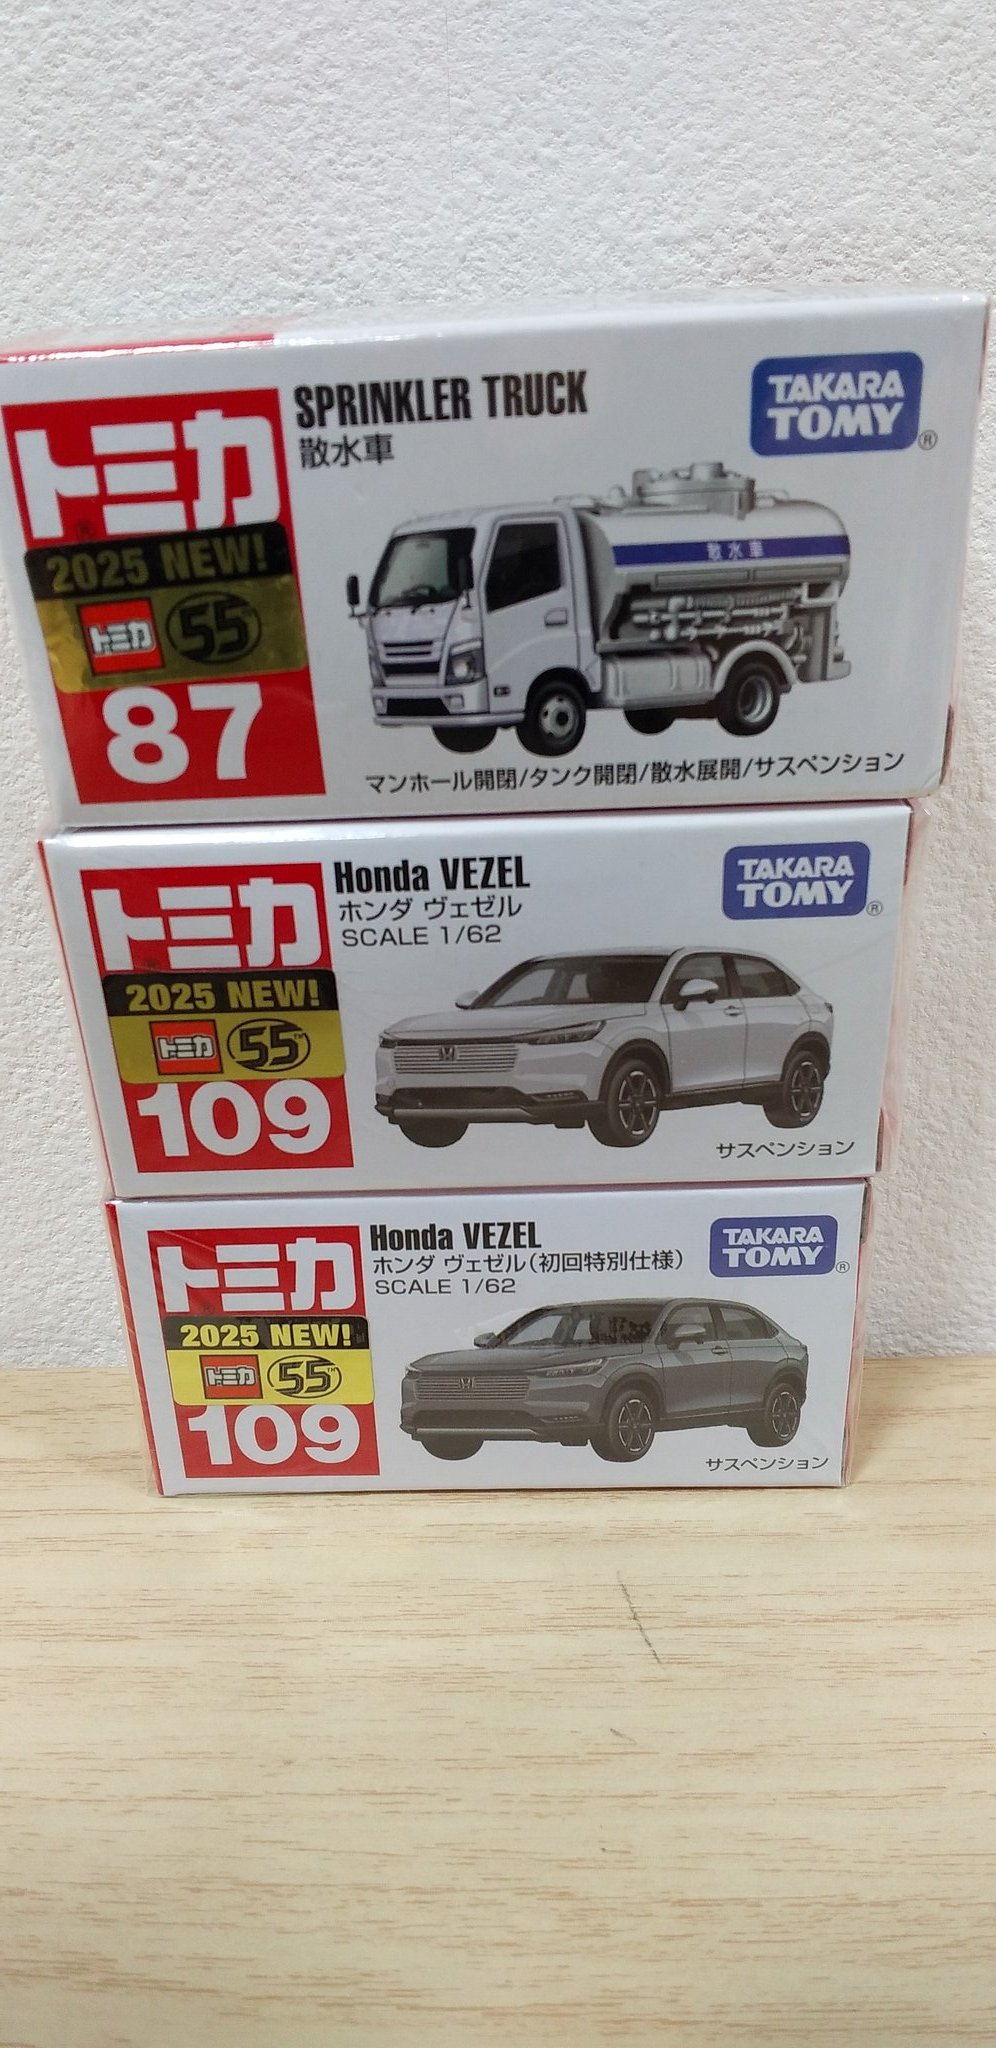 SPRINKLER TRUCK
散水車
TAKARA
TOMY®
トミカ
2025 NEW!
トミカ 55
87
散水車
マンホール開閉/タンク開閉/散水展開/サスペンション
Honda VEZEL
ホンダ ヴェゼル
SCALE 1/62
TAKARA
TOMY®
トミカ
2025 NEW!
トミカ 55™
109
サスペンション
Honda VEZEL
ホンダ ヴェゼル(初回特別仕様)
SCALE 1/62
TAKARA
TOMY®
トミカ
2025 NEW!
トミカ 55™
109
サスペンション